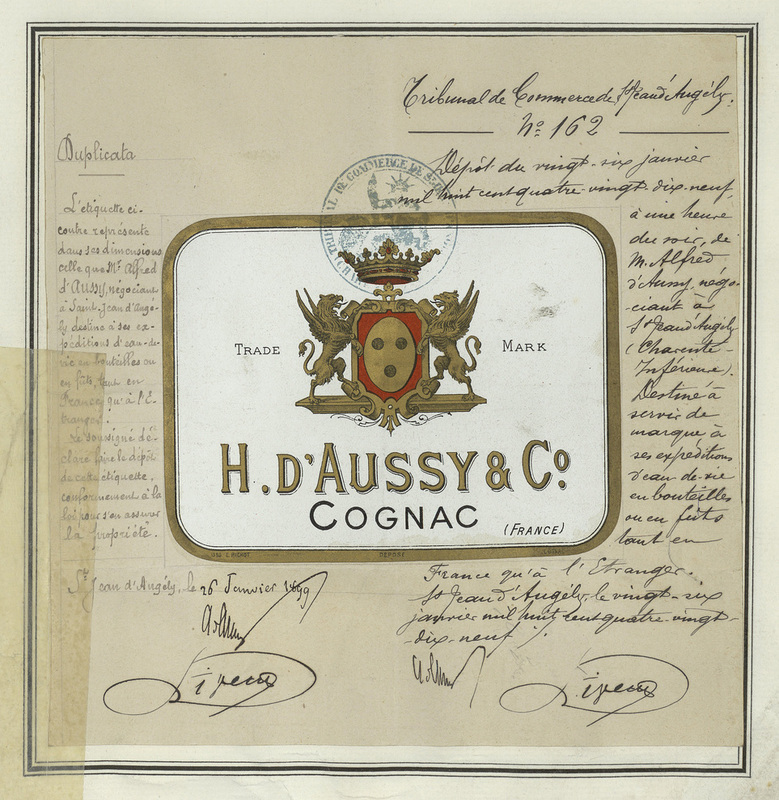 Tribunal de Commerce de St Jean d'Angély.
No 162
Duplicata
Dépôt du vingt-six janvier
mil huit cent quatre-vingt-dix-neuf,
à une heure
du soir, de
M. Alfred
d'Aussy, négo-
ciant à
St Jean d'Angély
(Charente-
Inférieure).
Destiné à
servir de
marque à
ses expéditions
d'eau-de-vie
en bouteilles
ou en fûts
tant en
France qu'à l'Etranger.
St Jean d'Angély, le vingt-six
janvier mil huit cent quatre-vingt-
dix-neuf %.
L'étiquette ci-
contre représente
dans ses dimensions
celle que Mr. Alfred
d'AUSSY, négociant
à Saint-Jean d'Angé-
ly destine à ses ex-
péditions d'eau-de-
vie en bouteilles ou
en fûts, tant en
France qu'à l'E-
tranger.
Le soussigné dé-
clare faire le dépôt
de cette étiquette,
conformément à la
loi pour s'en assurer
la propriété.
St Jean d'Angély, le 26 Janvier 1899
TRIBUNAL DE COMMERCE DE ST
TRADE MARK
H. D'AUSSY & Co.
COGNAC
(FRANCE)
DÉPOSÉ